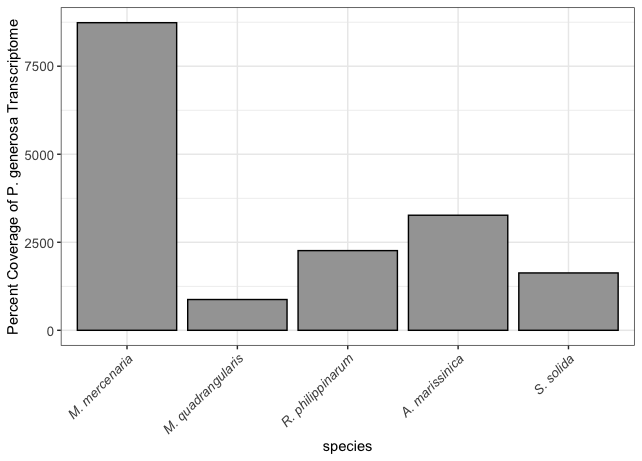 Percent Coverage of P. generosa Transcriptome
7500
5000
2500
0
M. mercenaria
M. quadrangularis
R. philippinarum
A. marissinica
S. solida
species